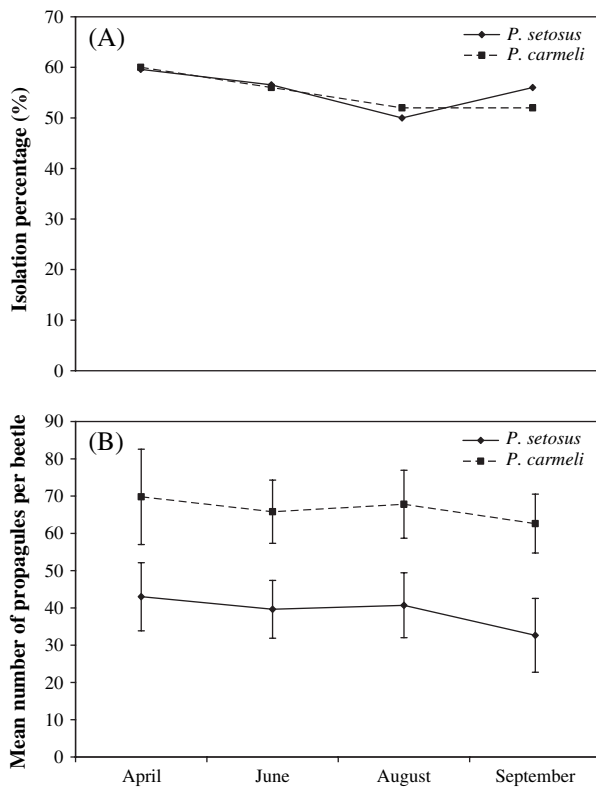 (A)
P. setosus
P. carmeli
Isolation percentage (%)
70
60
50
40
30
20
10
0
(B)
P. setosus
P. carmeli
Mean number of propagules per beetle
90
80
70
60
50
40
30
20
10
0
April June August September